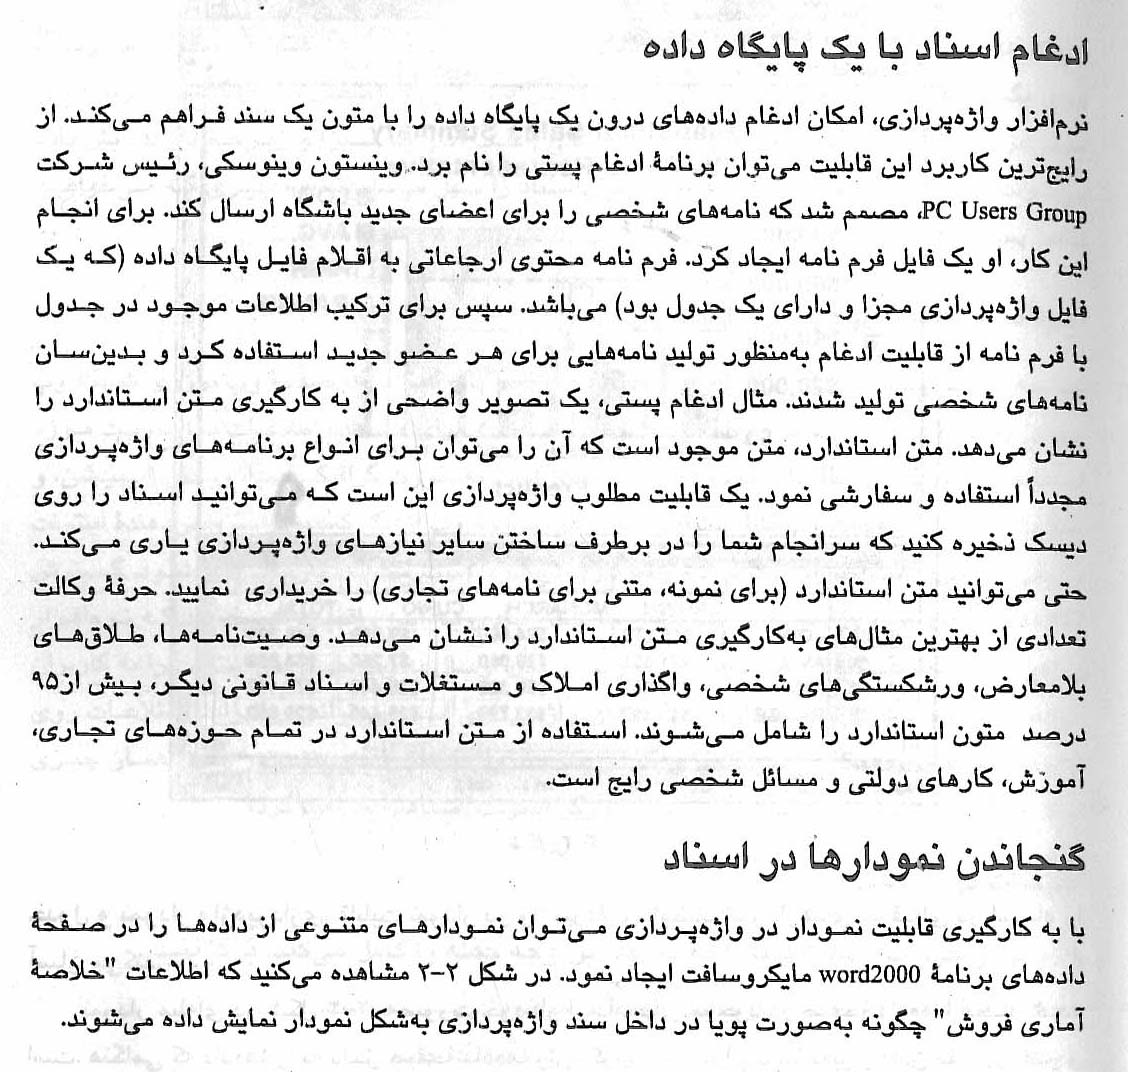 ادغام اسناد با یک پایگاه داده
نرم‌افزار واژه‌پردازی، امکان ادغام داده‌های درون یک پایگاه داده را با متون یک سند فراهم می‌کند. از
رایج‌ترین کاربرد این قابلیت می‌توان برنامهٔ ادغام پستی را نام برد. وینستون وینوسکی، رئیس شرکت
PC Users Group، مصمم شد که نامه‌های شخصی را برای اعضای جدید باشگاه ارسال کند. برای انجام
این کار، او یک فایل فرم نامه ایجاد کرد. فرم نامه محتوی ارجاعاتی به اقلام فایل پایگاه داده (که یک
فایل واژه‌پردازی مجزا و دارای یک جدول بود) می‌باشد. سپس برای ترکیب اطلاعات موجود در جدول
با فرم نامه از قابلیت ادغام به‌منظور تولید نامه‌هایی برای هر عضو جدید استفاده کرد و بدین‌سان
نامه‌های شخصی تولید شدند. مثال ادغام پستی، یک تصویر واضحی از به کارگیری متن استاندارد را
نشان می‌دهد. متن استاندارد، متن موجود است که آن را می‌توان برای انواع برنامه‌های واژه‌پردازی
مجدداً استفاده و سفارشی نمود. یک قابلیت مطلوب واژه‌پردازی این است که می‌توانید اسناد را روی
دیسک ذخیره کنید که سرانجام شما را در برطرف ساختن سایر نیازهای واژه‌پردازی یاری می‌کند.
حتی می‌توانید متن استاندارد (برای نمونه، متنی برای نامه‌های تجاری) را خریداری نمایید. حرفهٔ وکالت
تعدادی از بهترین مثال‌های به‌کارگیری متن استاندارد را نشان می‌دهد. وصیت‌نامه‌ها، طلاق‌های
بلامعارض، ورشکستگی‌های شخصی، واگذاری املاک و مستغلات و اسناد قانونی دیگر، بیش از۹۵
درصد متون استاندارد را شامل می‌شوند. استفاده از متن استاندارد در تمام حوزه‌های تجاری،
آموزش، کارهای دولتی و مسائل شخصی رایج است.
گنجاندن نمودارها در اسناد
با به کارگیری قابلیت نمودار در واژه‌پردازی می‌توان نمودارهای متنوعی از داده‌ها را در صفحهٔ
داده‌های برنامهٔ word2000 مایکروسافت ایجاد نمود. در شکل ۲-۲ مشاهده می‌کنید که اطلاعات "خلاصهٔ
آماری فروش" چگونه به‌صورت پویا در داخل سند واژه‌پردازی به‌شکل نمودار نمایش داده می‌شوند.